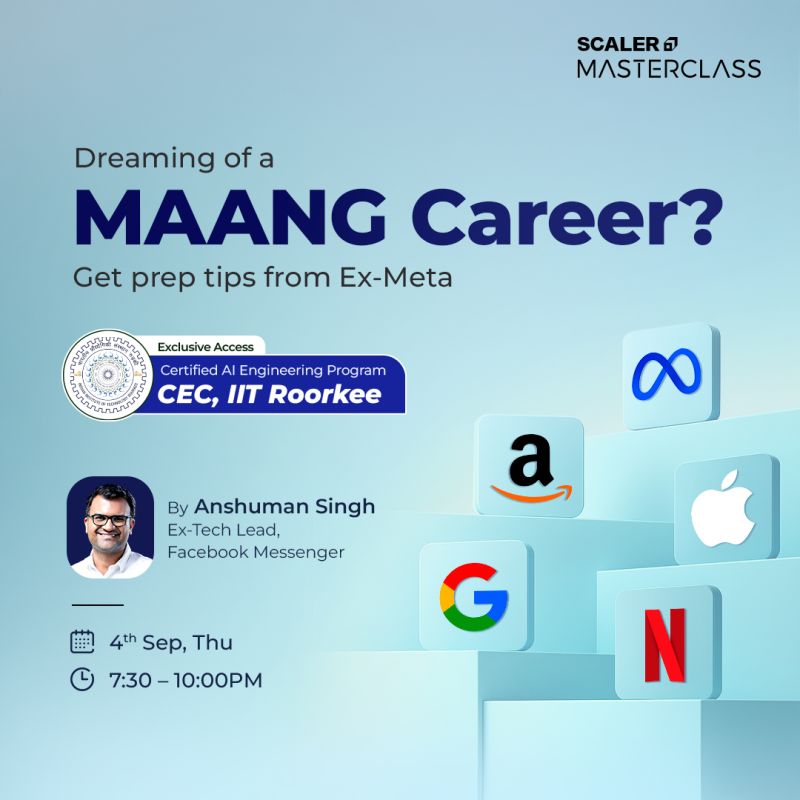 SCALER
MASTERCLASS
Dreaming of a
MAANG Career?
Get prep tips from Ex-Meta
Exclusive Access
Certified AI Engineering Program
CEC, IIT Roorkee
By Anshuman Singh
Ex-Tech Lead,
Facebook Messenger
4th Sep, Thu
7:30 – 10:00PM
a
G
N